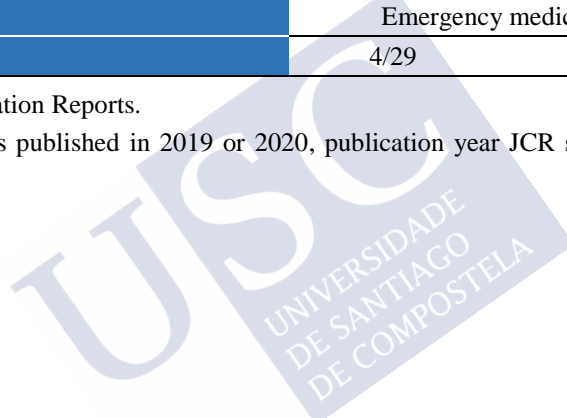 Emergency medic
4/29
ation Reports.
s published in 2019 or 2020, publication year JCR s
USC
UNIVERSIDADE
DE SANTIAGO
DE COMPOSTELA